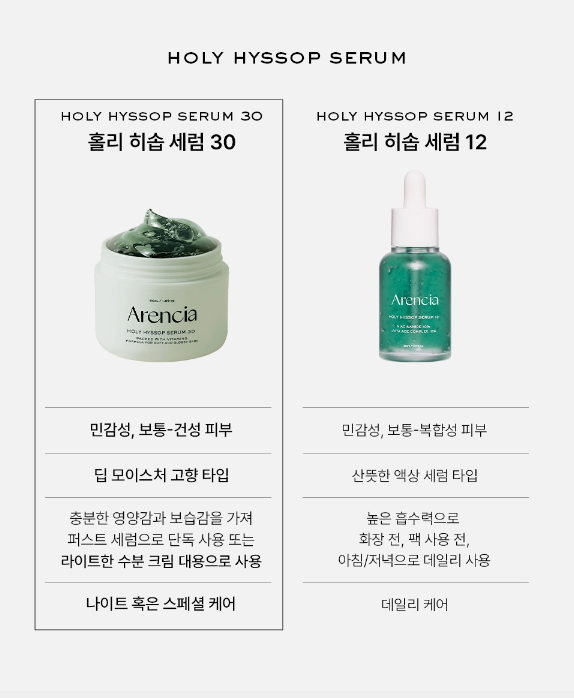 HOLY HYSSOP SERUM
HOLY HYSSOP SERUM 30
홀리 히솝 세럼 30
Arencia
HOLY HYSSOP SERUM 30
PACKED WITH VITAMINS
민감성, 보통-건성 피부
딥 모이스처 고향 타입
충분한 영양감과 보습감을 가져
퍼스트 세럼으로 단독 사용 또는
라이트한 수분 크림 대용으로 사용
나이트 혹은 스페셜 케어
HOLY HYSSOP SERUM 12
홀리 히솝 세럼 12
Arencia
HOLY HYSSOP SERUM 12
민감성, 보통-복합성 피부
산뜻한 액상 세럼 타입
높은 흡수력으로
화장 전, 팩 사용 전,
아침/저녁으로 데일리 사용
데일리 케어